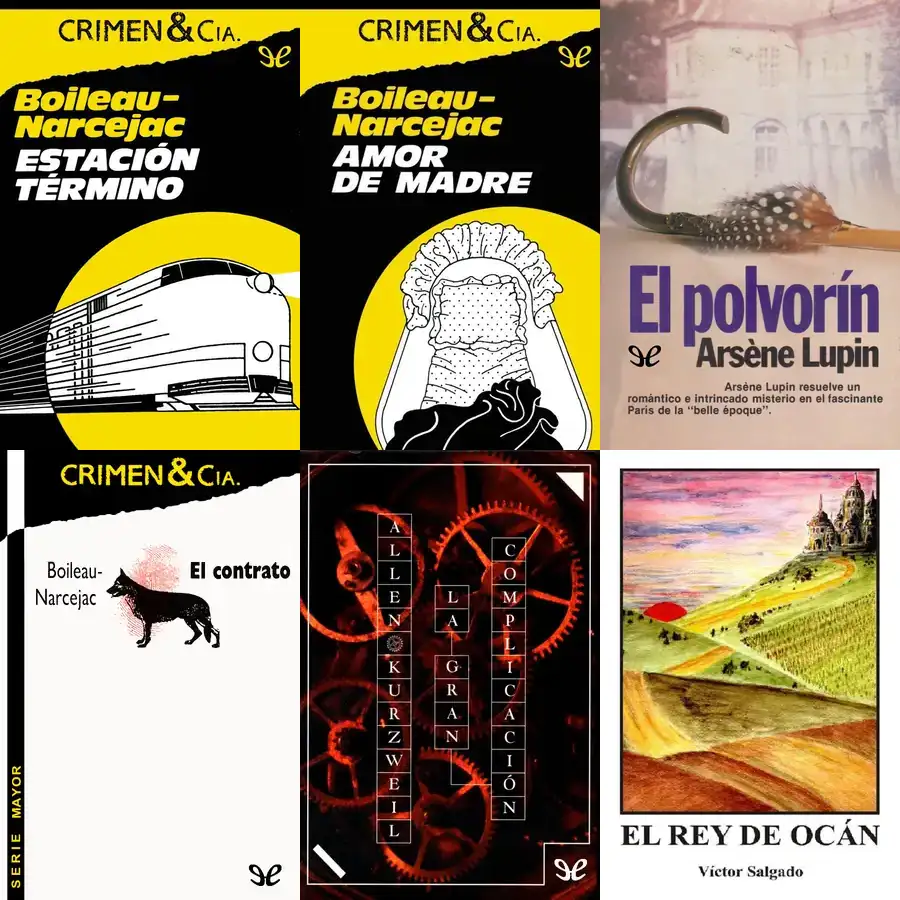 CRIMEN&CIA.
Boileau-
Narcejac
ESTACIÓN
TÉRMINO
CRIMEN&CIA.
Boileau-
Narcejac
AMOR
DE MADRE
El polvorín
Arsène Lupin
Arsène Lupin resuelve un
romántico e intrincado misterio en el fascinante
París de la “belle époque”.
CRIMEN&CIA.
Boileau-
Narcejac
El contrato
SERIE MAYOR
ALLEN KURZWEIL
LA GRAN
COMPLICACIÓN
EL REY DE OCÁN
Víctor Salgado